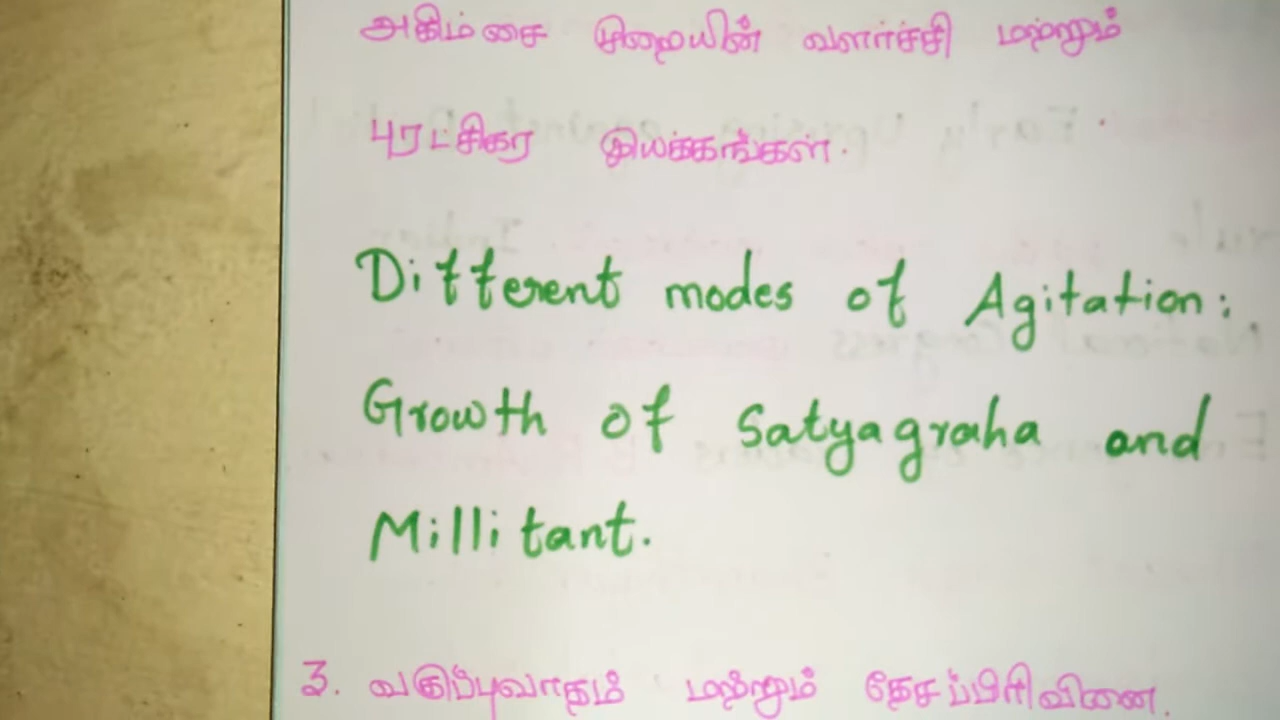 அகிம்சை முறையின் வளர்ச்சி மற்றும்
புரட்சிகர இயக்கங்கள்.
Different modes of Agitation:
Growth of Satyagraha and
Millitant.
3. வகுப்புவாதம் மற்றும் தேசப்பிரிவினை.